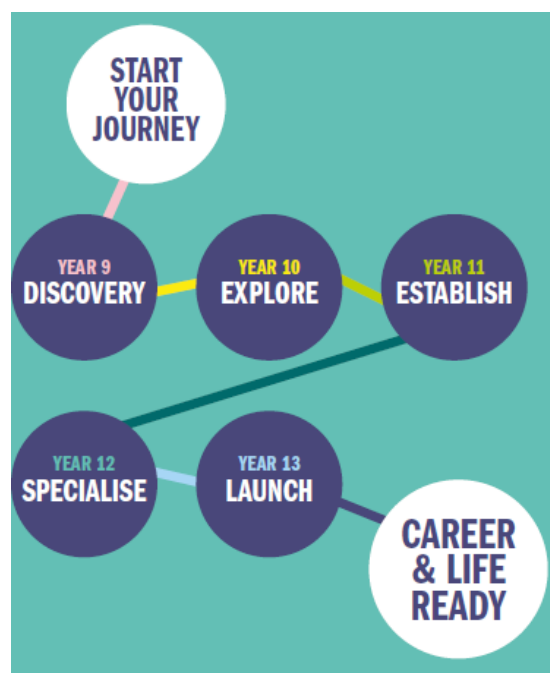 START
YOUR
JOURNEY
YEAR 9
DISCOVERY
YEAR 10
EXPLORE
YEAR 11
ESTABLISH
YEAR 12
SPECIALISE
YEAR 13
LAUNCH
CAREER
& LIFE
READY